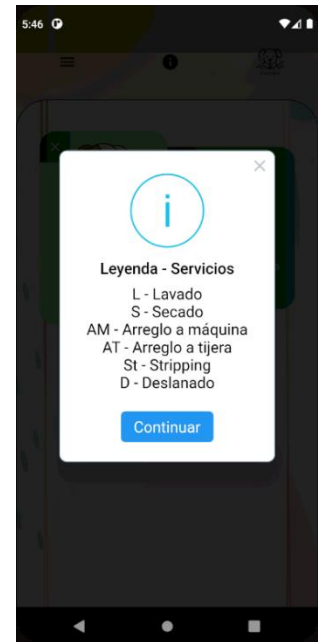 5:46
Leyenda - Servicios
L - Lavado
S - Secado
AM - Arreglo a máquina
AT - Arreglo a tijera
St - Stripping
D - Deslanado
Continuar